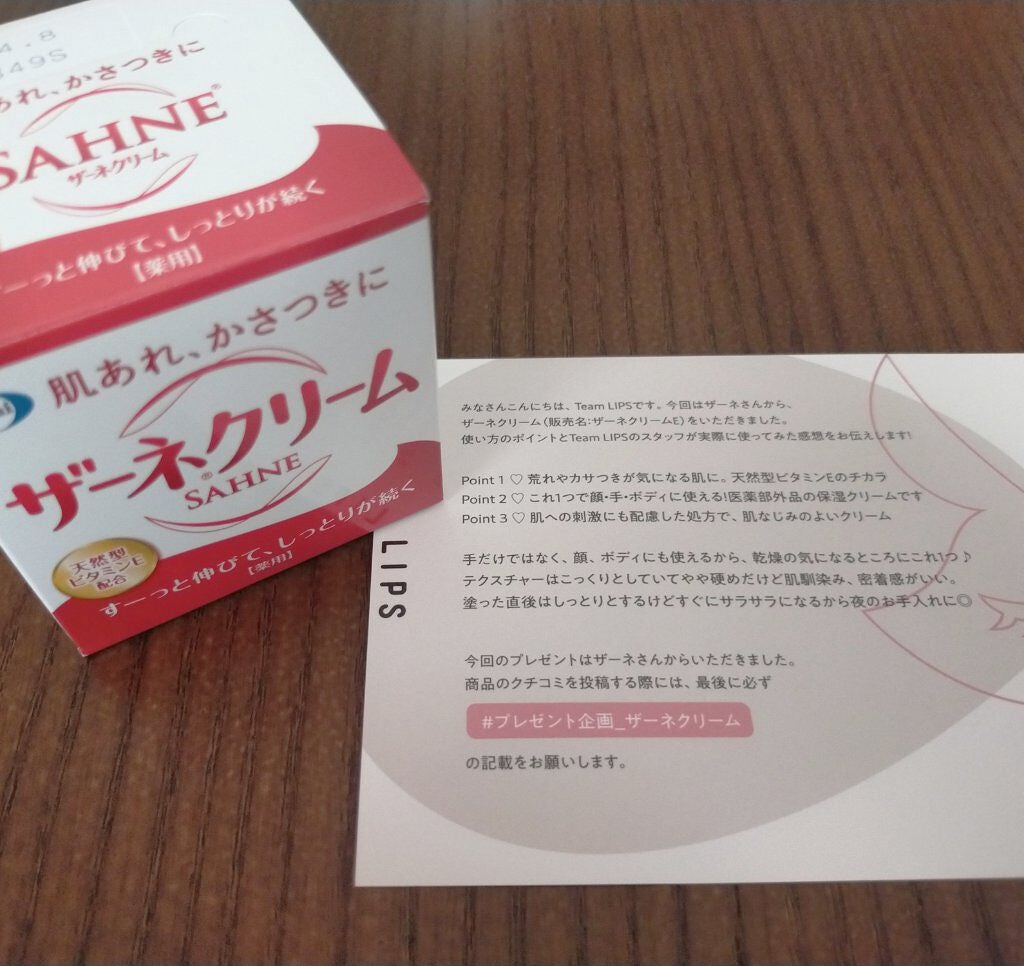 4.8
349S
あれ、かさつきに
SAHNE®
ザーネクリーム
すーっと伸びて、しっとりが続く
【薬用】
肌あれ、かさつきに
ザーネクリーム®
SAHNE
天然型
ビタミンE
配合
すーっと伸びて、しっとりが続く
[薬用]
LIPS
みなさんこんにちは、Team LIPSです。今回はザーネさんから、
ザーネクリーム(販売名:ザーネクリームE)をいただきました。
使い方のポイントとTeam LIPSのスタッフが実際に使ってみた感想をお伝えします!
Point 1 ♡ 荒れやカサつきが気になる肌に。天然型ビタミンEのチカラ
Point 2 ♡ これ1つで顔・手・ボディに使える!医薬部外品の保湿クリームです
Point 3 ♡ 肌への刺激にも配慮した処方で、肌なじみのよいクリーム
手だけではなく、顔、ボディにも使えるから、乾燥の気になるところにこれ1つ♪
テクスチャーはこっくりとしていてやや硬めだけど肌馴染み、密着感がいい。
塗った直後はしっとりとするけどすぐにサラサラになるから夜のお手入れに◎
今回のプレゼントはザーネさんからいただきました。
商品のクチコミを投稿する際には、最後に必ず
#プレゼント企画_ザーネクリーム
の記載をお願いします。